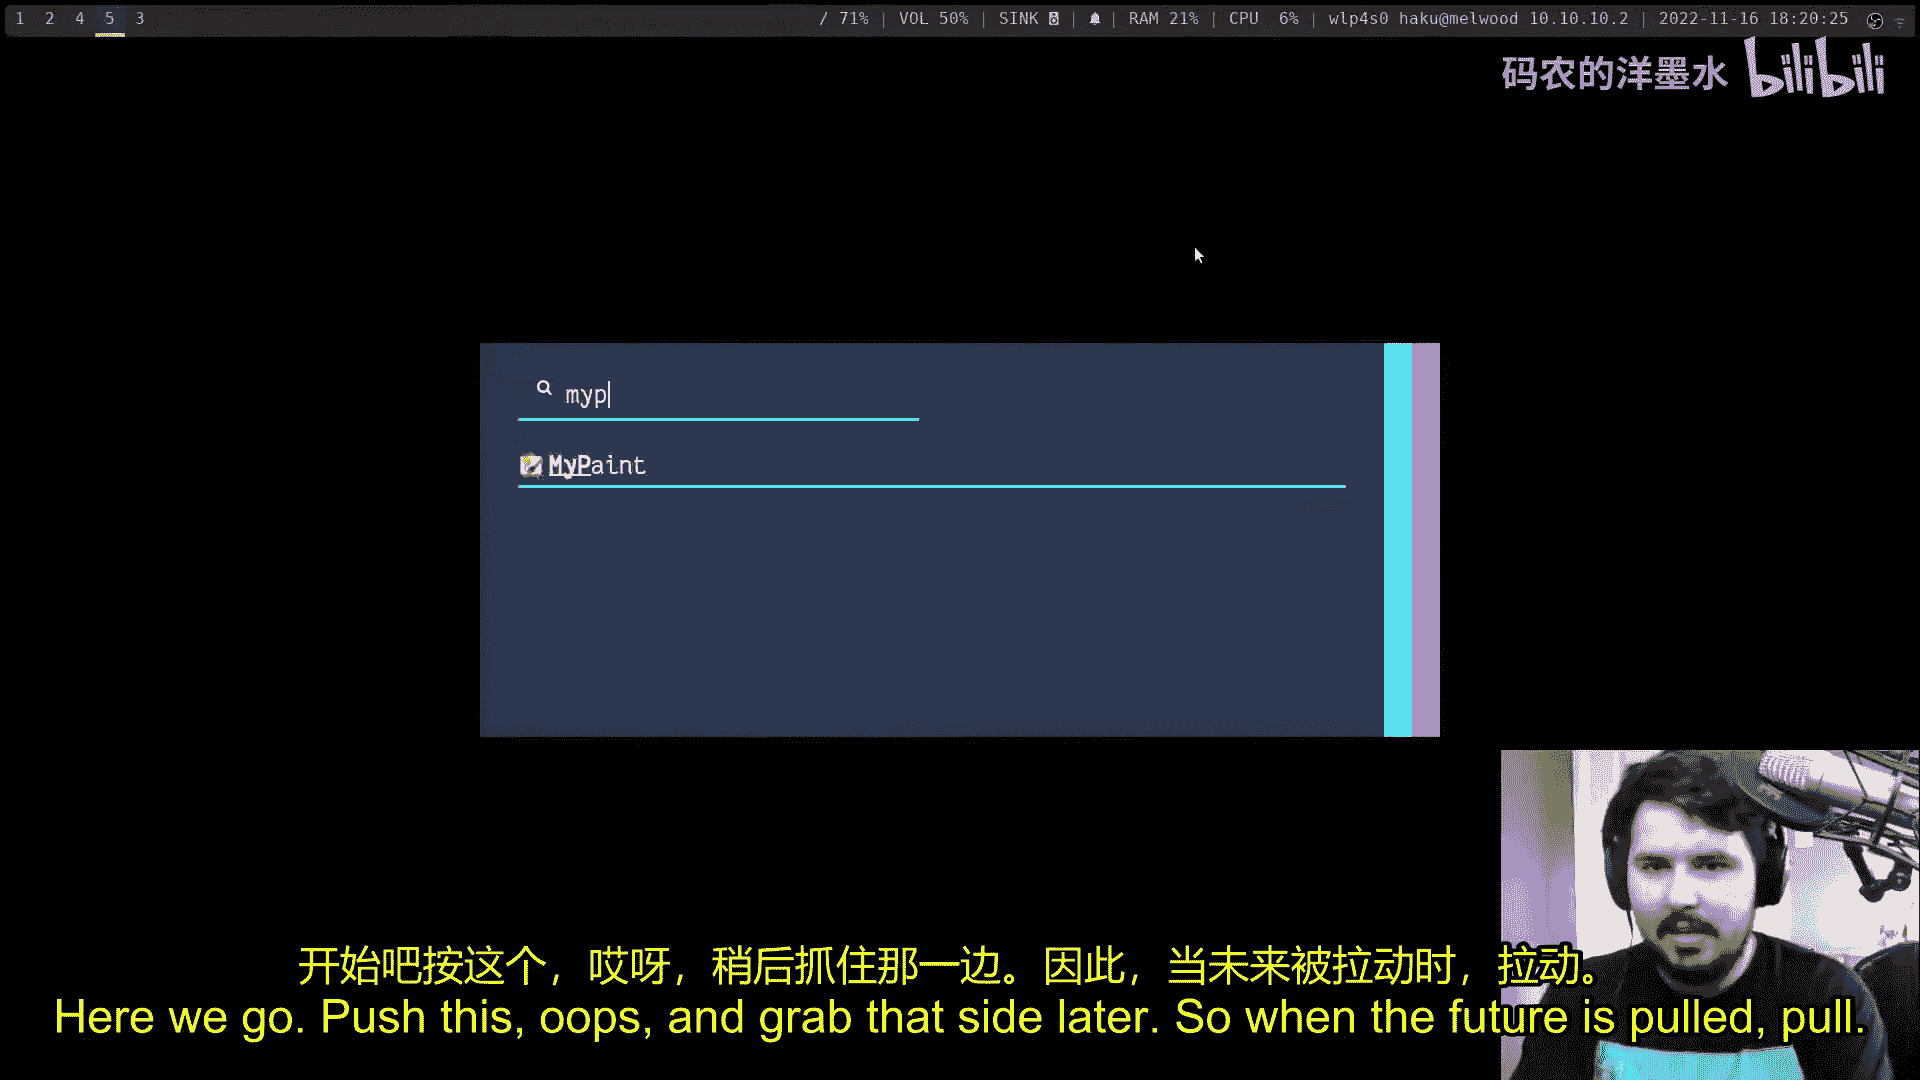 1 2 4 5 3 / 71% | VOL 50% | SINK | | RAM 21% | CPU 6% | wlp4s0 haku@melwood 10.10.10.2 | 2022-11-16 18:20:25
码农的洋墨水 bilibili
myp
MyPaint
开始吧按这个，哎呀，稍后抓住那一边。因此，当未来被拉动时，拉动。
Here we go. Push this, oops, and grab that side later. So when the future is pulled, pull.